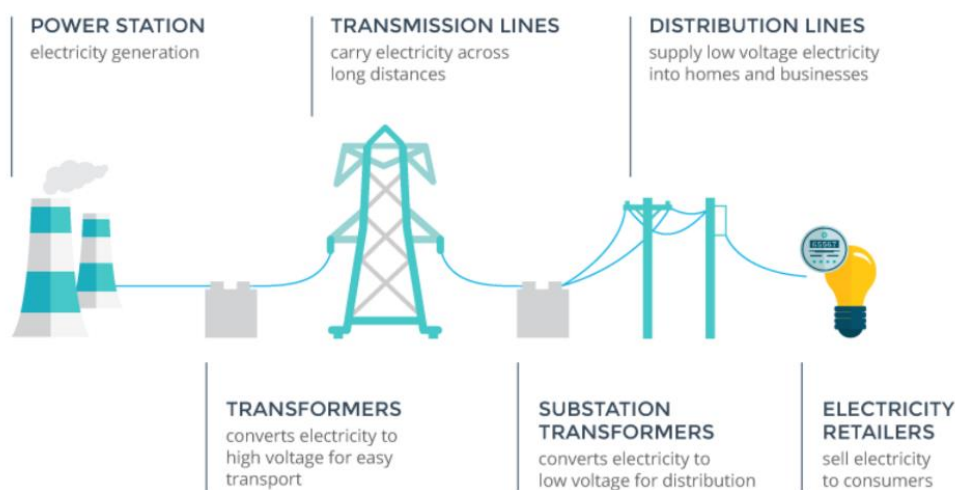 POWER STATION
electricity generation
TRANSMISSION LINES
carry electricity across
long distances
DISTRIBUTION LINES
supply low voltage electricity
into homes and businesses
TRANSFORMERS
converts electricity to
high voltage for easy
transport
SUBSTATION
TRANSFORMERS
converts electricity to
low voltage for distribution
ELECTRICITY
RETAILERS
sell electricity
to consumers